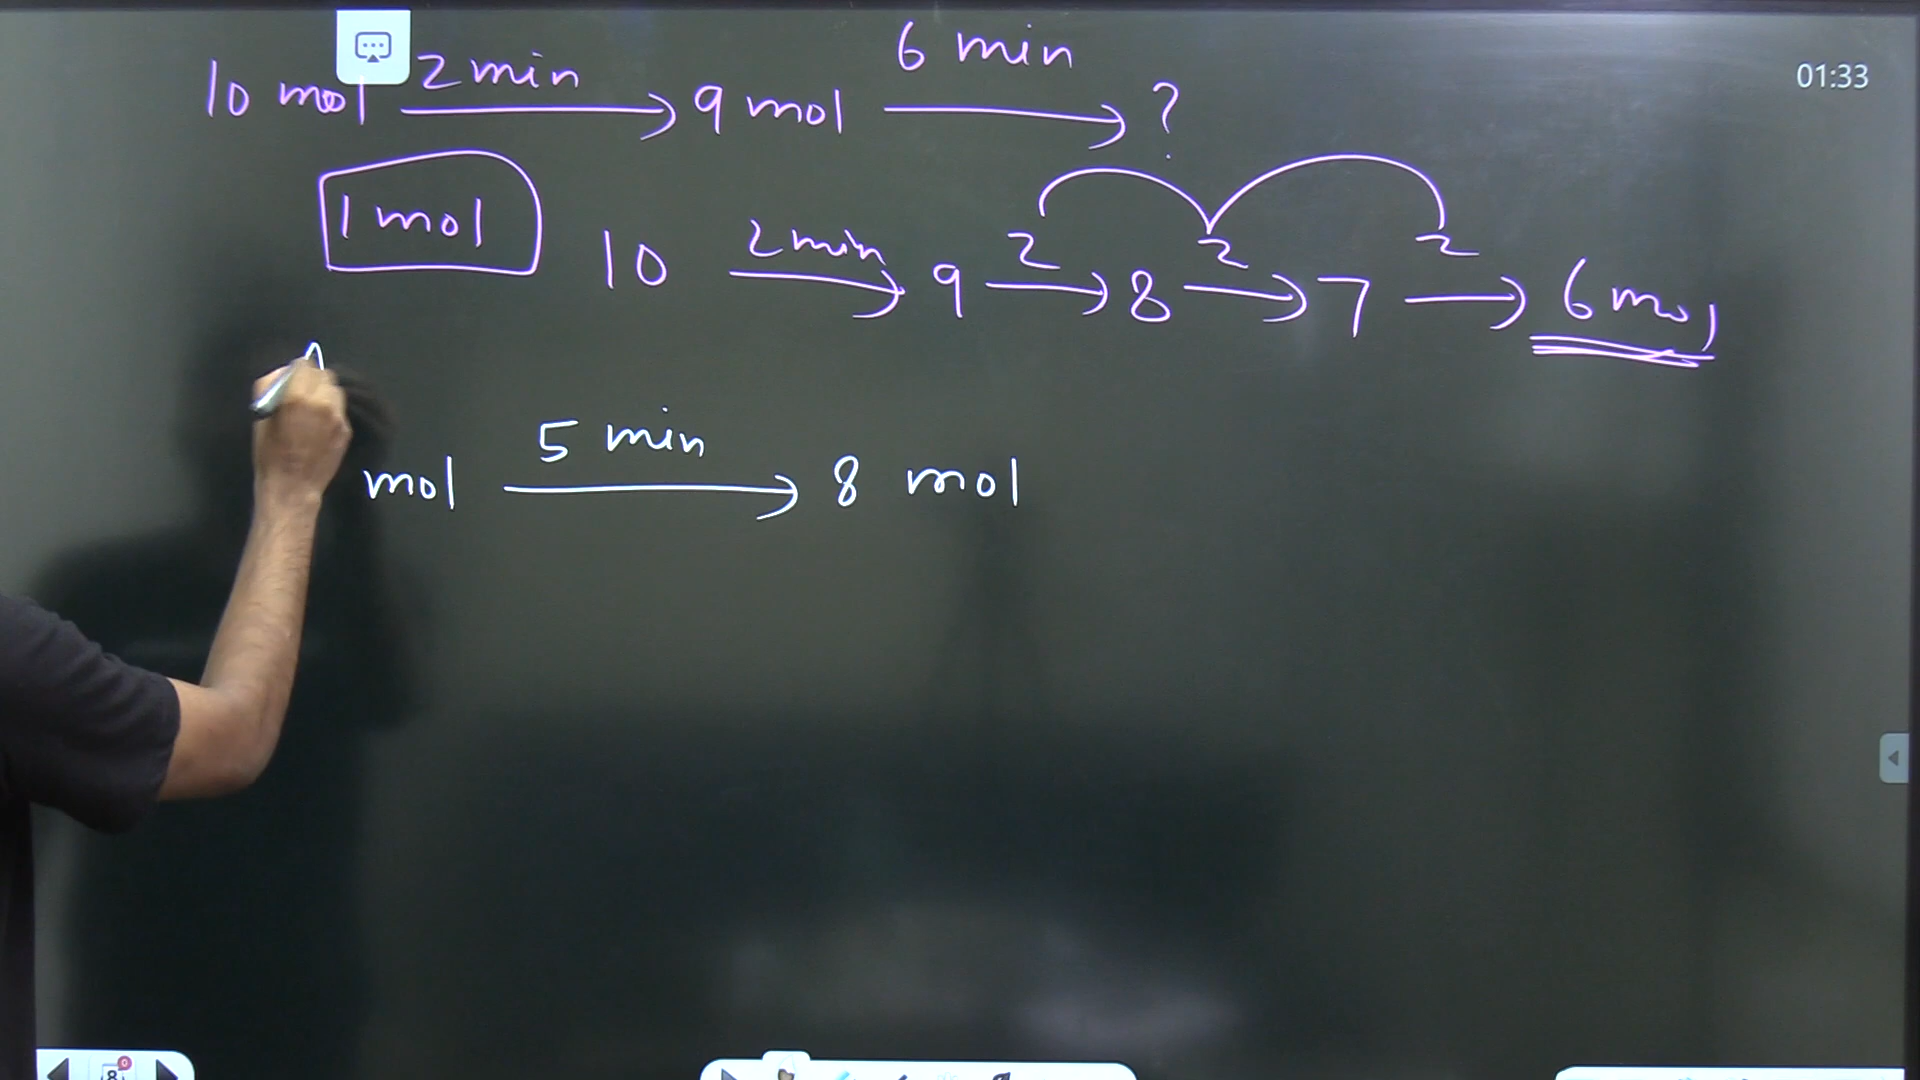 6 min
01:33
10 mol 2 min → 9 mol → ?
1 mol
10 2 min → 9 2 → 8 2 → 7 2 → 6 mol
5 min
mol → 8 mol
8